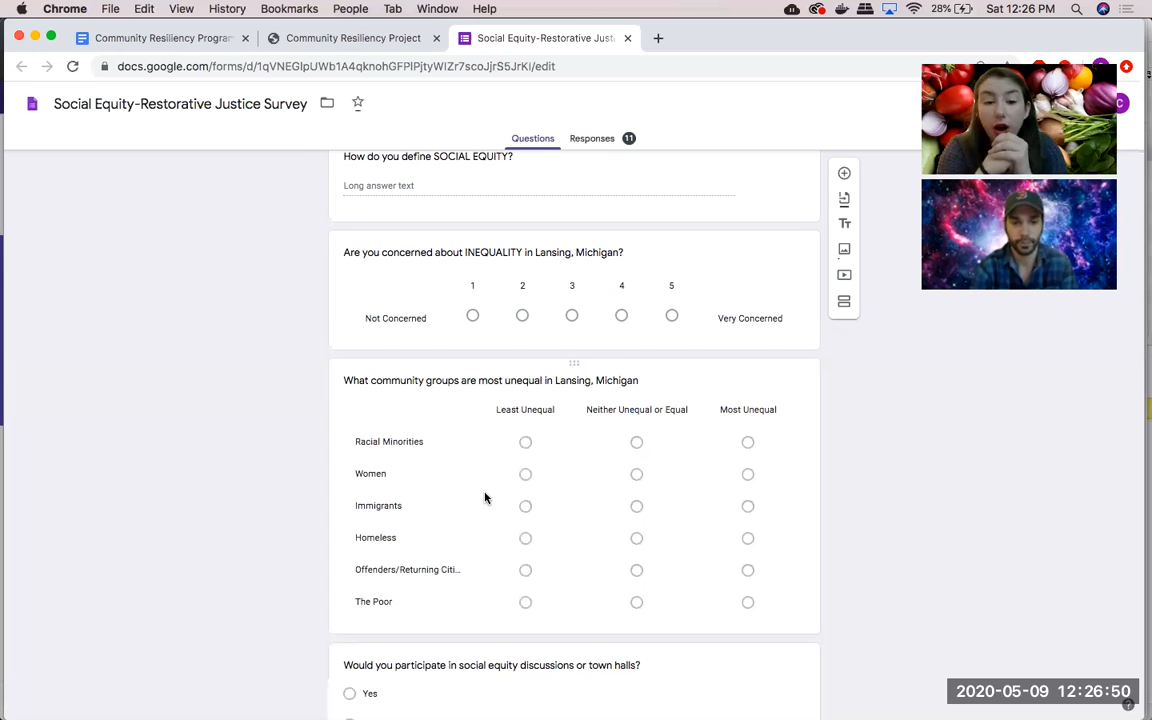 Chrome File Edit View History Bookmarks People Tab Window Help 28% Sat 12:26 PM
Community Resiliency Program Community Resiliency Project Social Equity-Restorative Just
docs.google.com/forms/d/1qVNEGlpUWb1A4qknohGFPlPjtyWIZr7scoJjrS5JrKi/edit
Social Equity-Restorative Justice Survey
Questions Responses 11
How do you define SOCIAL EQUITY?
Long answer text
Are you concerned about INEQUALITY in Lansing, Michigan?
1 2 3 4 5
Not Concerned Very Concerned
What community groups are most unequal in Lansing, Michigan
Least Unequal Neither Unequal or Equal Most Unequal
Racial Minorities
Women
Immigrants
Homeless
Offenders/Returning Citi...
The Poor
Would you participate in social equity discussions or town halls?
Yes
2020-05-09 12:26:50